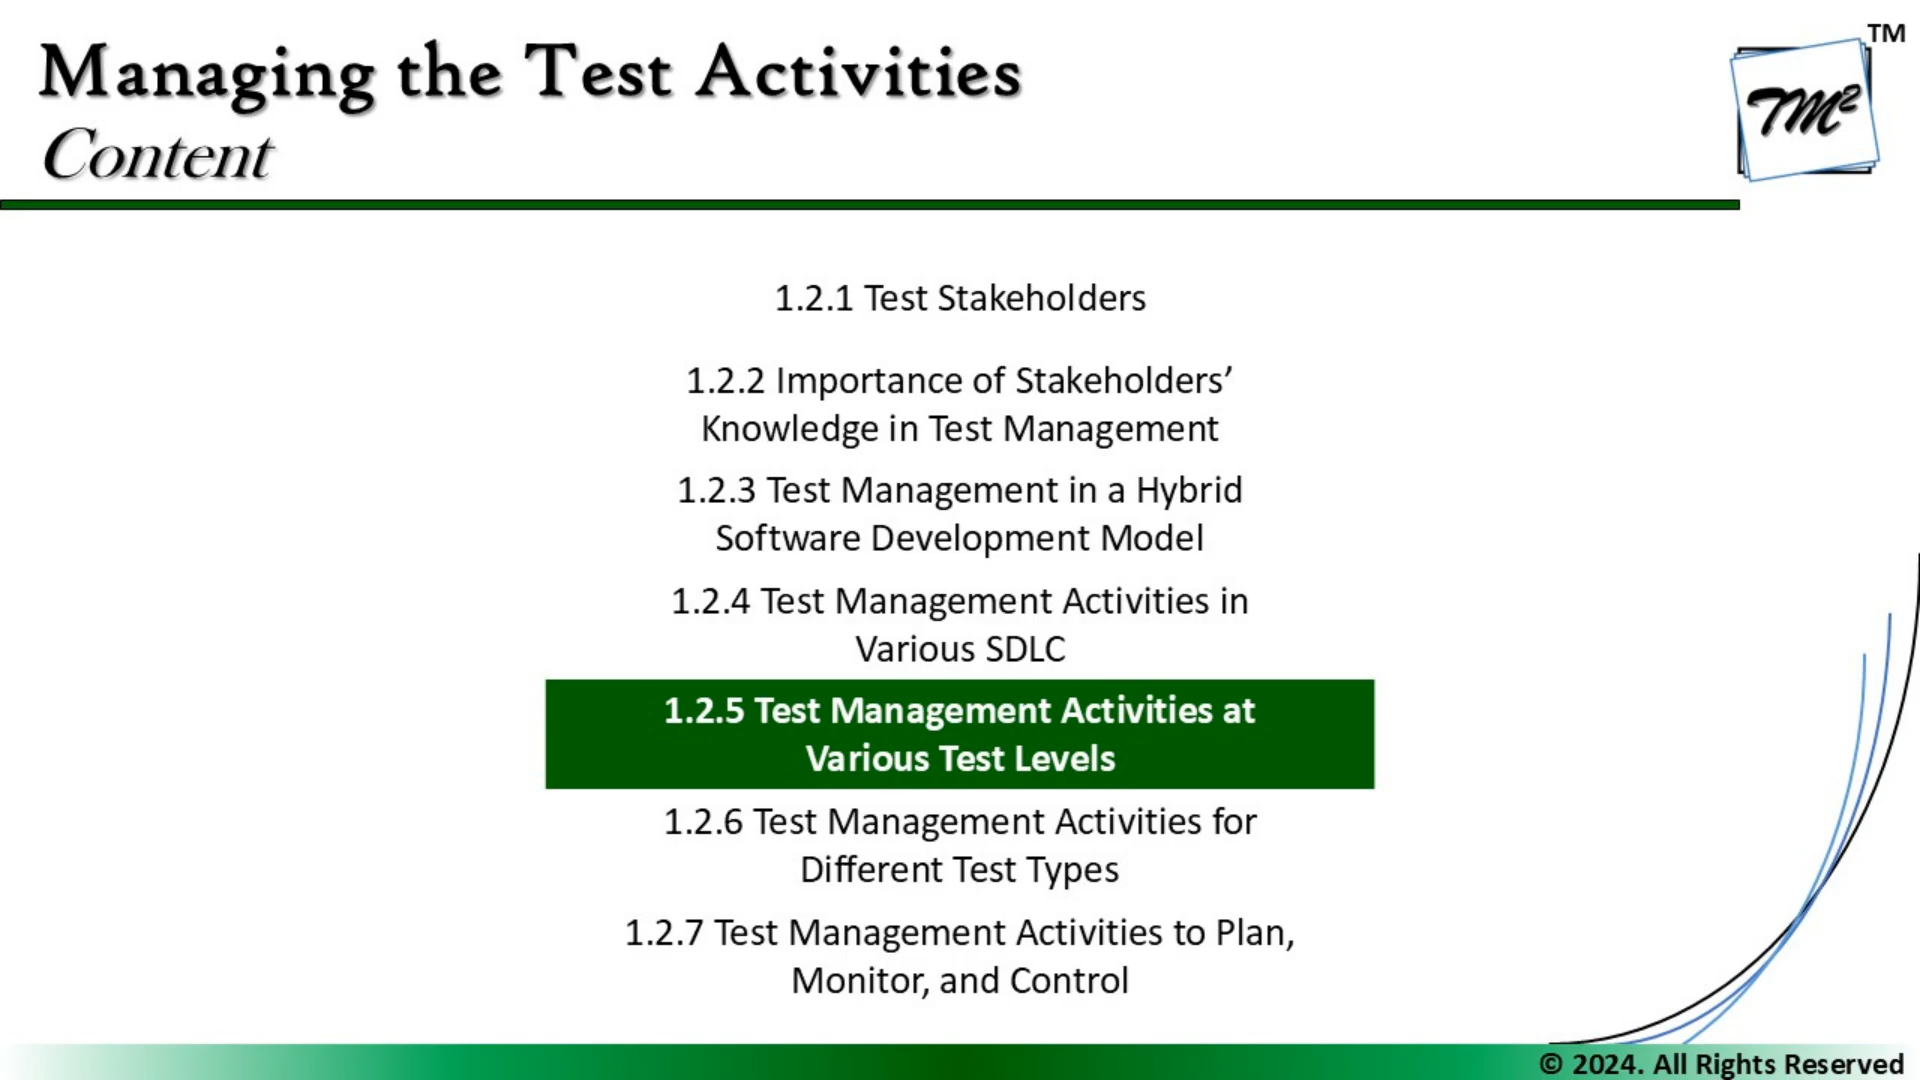 Managing the Test Activities
Content
TM
TM²
1.2.1 Test Stakeholders
1.2.2 Importance of Stakeholders’
Knowledge in Test Management
1.2.3 Test Management in a Hybrid
Software Development Model
1.2.4 Test Management Activities in
Various SDLC
1.2.5 Test Management Activities at
Various Test Levels
1.2.6 Test Management Activities for
Different Test Types
1.2.7 Test Management Activities to Plan,
Monitor, and Control
© 2024. All Rights Reserved